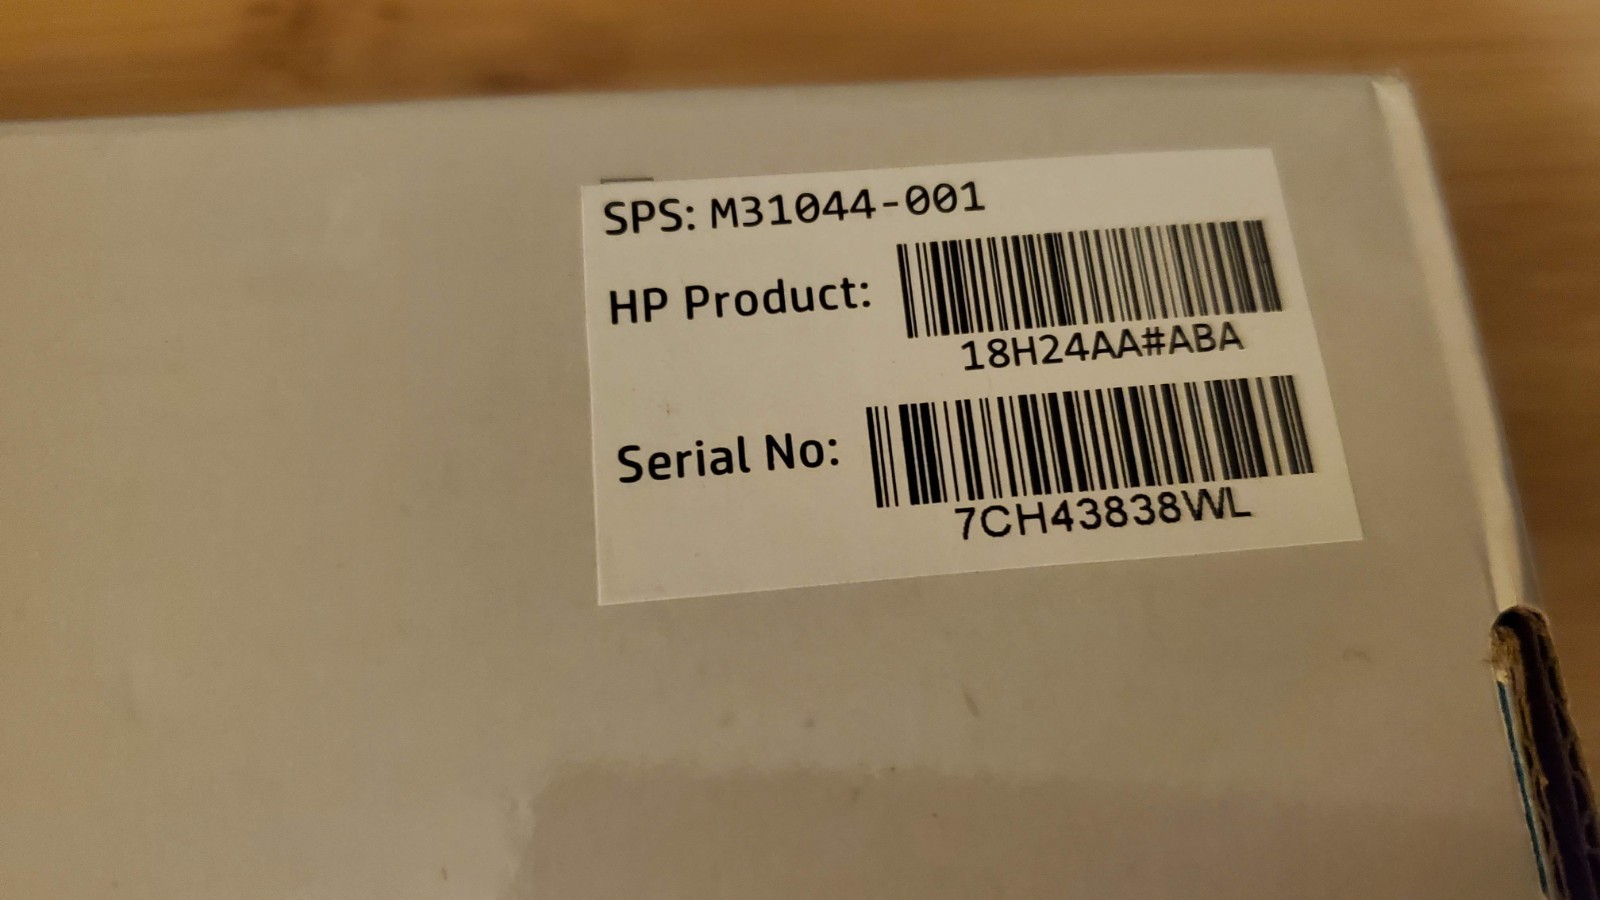 SPS: M31044-001
HP Product:
18H24AA#ABA
Serial No:
7CH43838WL